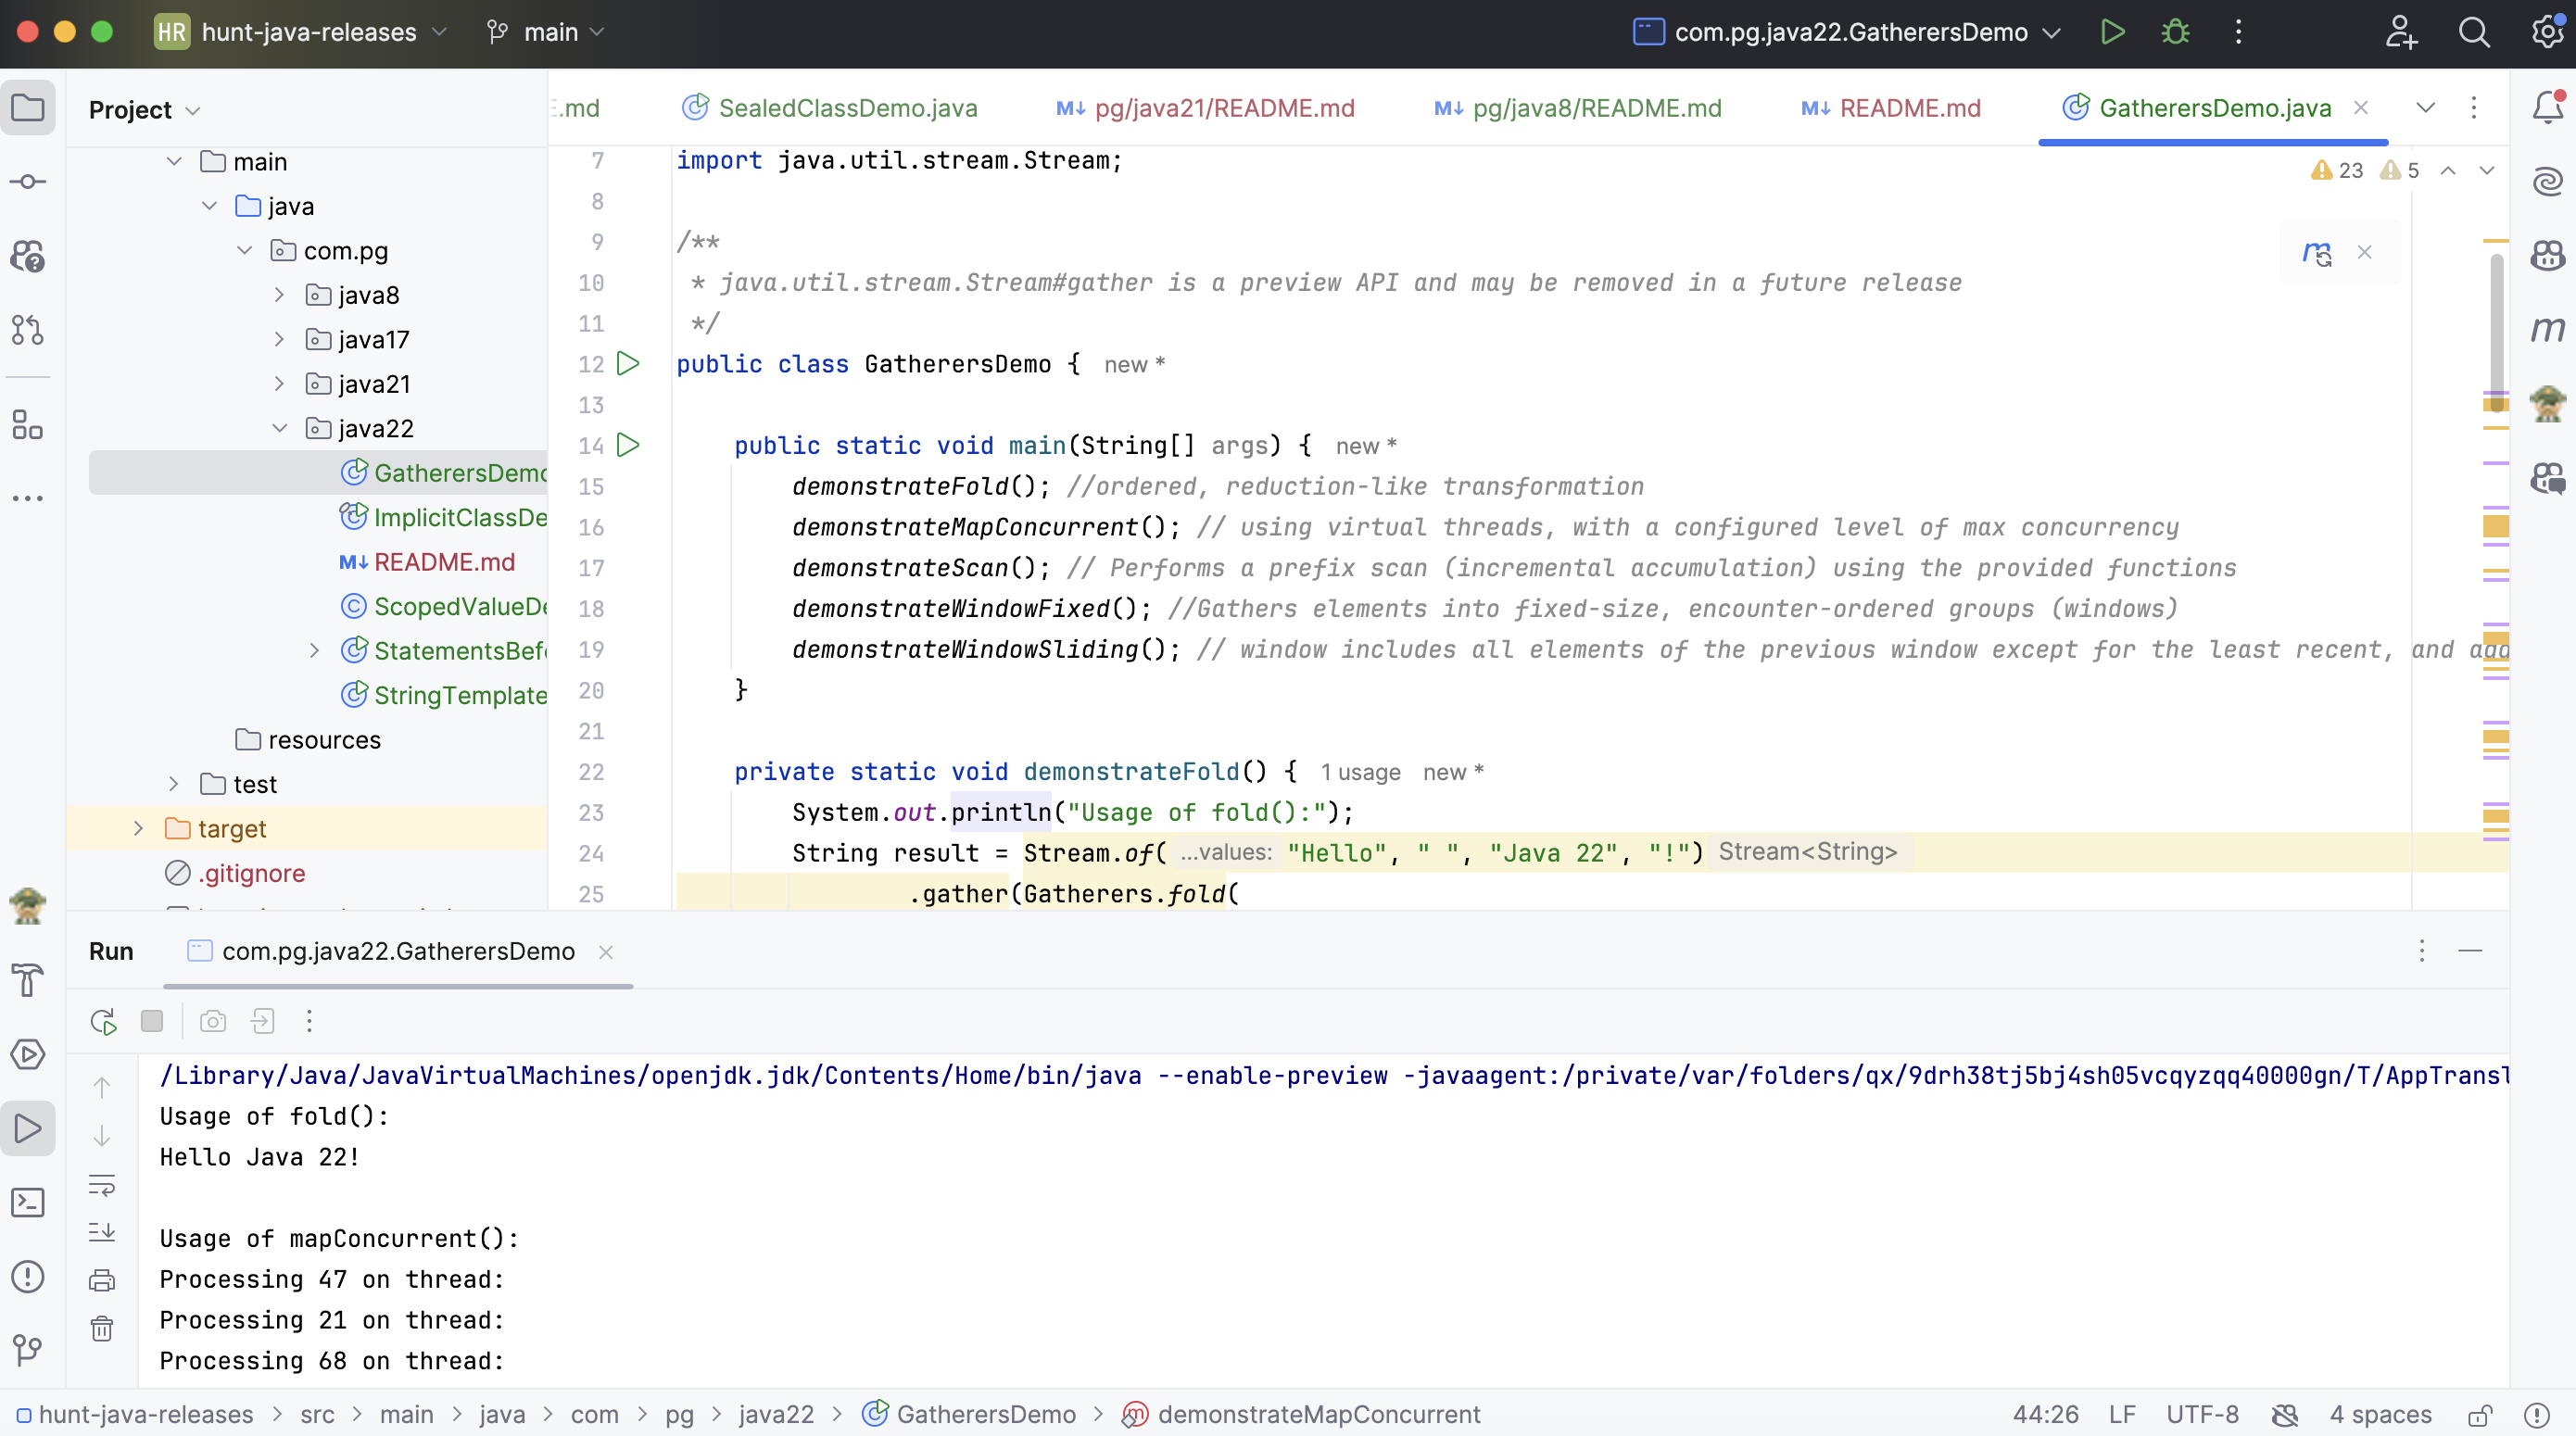 HR hunt-java-releases main com.pg.java22.GatherersDemo
Project
.md SealedClassDemo.java M↓ pg/java21/README.md M↓ pg/java8/README.md M↓ README.md GatherersDemo.java
main
java
com.pg
java8
java17
java21
java22
GatherersDemo
ImplicitClassDe
M↓ README.md
ScopedValueDe
StatementsBefo
StringTemplate
resources
test
target
.gitignore
23 5
7 import java.util.stream.Stream;
8
9 /**
10 * java.util.stream.Stream#gather is a preview API and may be removed in a future release
11 */
12 public class GatherersDemo { new *
13
14 public static void main(String[] args) { new *
15 demonstrateFold(); //ordered, reduction-like transformation
16 demonstrateMapConcurrent(); // using virtual threads, with a configured level of max concurrency
17 demonstrateScan(); // Performs a prefix scan (incremental accumulation) using the provided functions
18 demonstrateWindowFixed(); //Gathers elements into fixed-size, encounter-ordered groups (windows)
19 demonstrateWindowSliding(); // window includes all elements of the previous window except for the least recent, and add
20 }
21
22 private static void demonstrateFold() { 1 usage new *
23 System.out.println("Usage of fold():");
24 String result = Stream.of( ...values: "Hello", " ", "Java 22", "!") Stream<String>
25 .gather(Gatherers.fold(
Run com.pg.java22.GatherersDemo
/Library/Java/JavaVirtualMachines/openjdk.jdk/Contents/Home/bin/java --enable-preview -javaagent:/private/var/folders/qx/9drh38tj5bj4sh05vcqyzqq40000gn/T/AppTransl
Usage of fold():
Hello Java 22!
Usage of mapConcurrent():
Processing 47 on thread:
Processing 21 on thread:
Processing 68 on thread:
hunt-java-releases > src > main > java > com > pg > java22 > GatherersDemo > demonstrateMapConcurrent 44:26 LF UTF-8 4 spaces